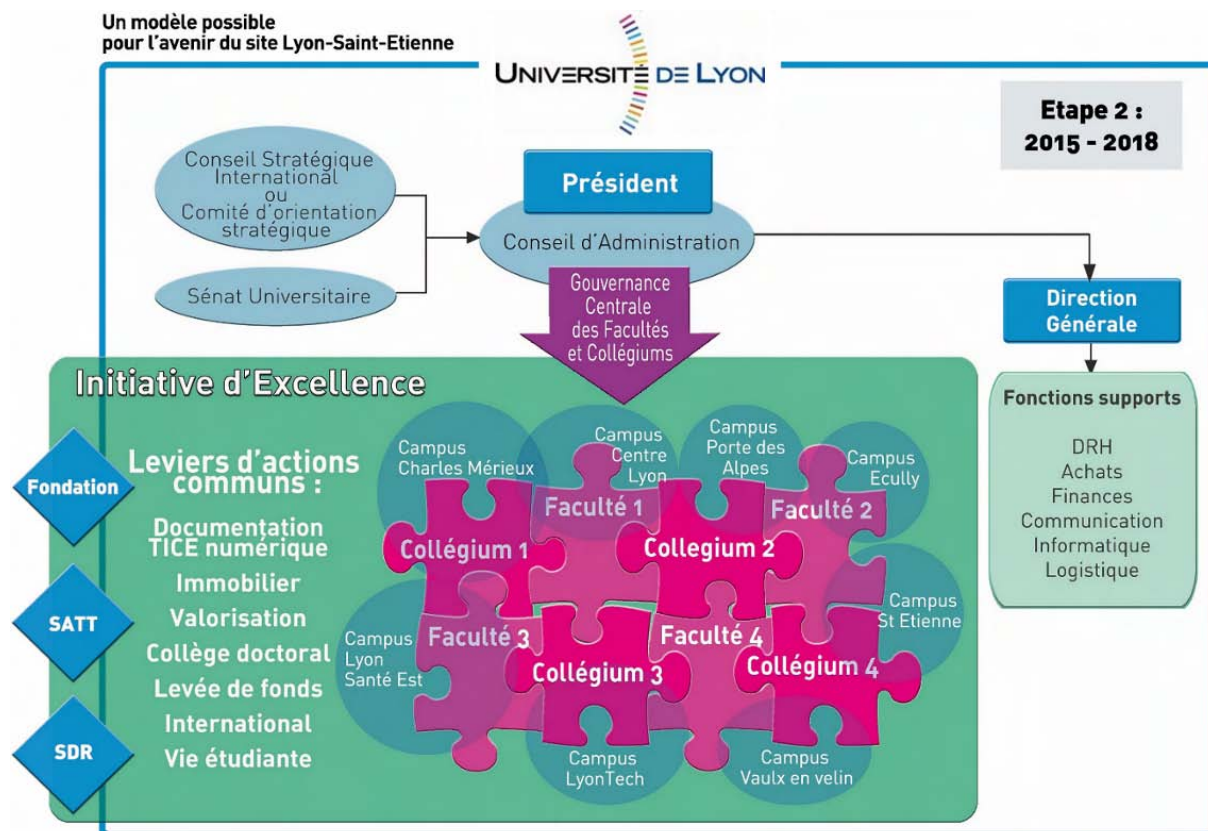 Un modèle possible
pour l'avenir du site Lyon-Saint-Etienne
UNIVERSITÉ DE LYON
Etape 2 :
2015 - 2018
Conseil Stratégique
International
ou
Comité d'orientation
stratégique
Sénat Universitaire
Président
Conseil d'Administration
Gouvernance
Centrale
des Facultés
et Collégiums
Direction
Générale
Fonctions supports
DRH
Achats
Finances
Communication
Informatique
Logistique
Initiative d'Excellence
Fondation
SATT
SDR
Leviers d'actions
communs :
Documentation
TICE numérique
Immobilier
Valorisation
Collège doctoral
Levée de fonds
International
Vie étudiante
Campus
Charles Mérieux
Campus
Centre
Lyon
Campus
Porte des
Alpes
Campus
Ecully
Collégium 1
Faculté 1
Collegium 2
Faculté 2
Campus
Lyon
Santé Est
Faculté 3
Collégium 3
Faculté 4
Collégium 4
Campus
St Etienne
Campus
LyonTech
Campus
Vaulx en velin